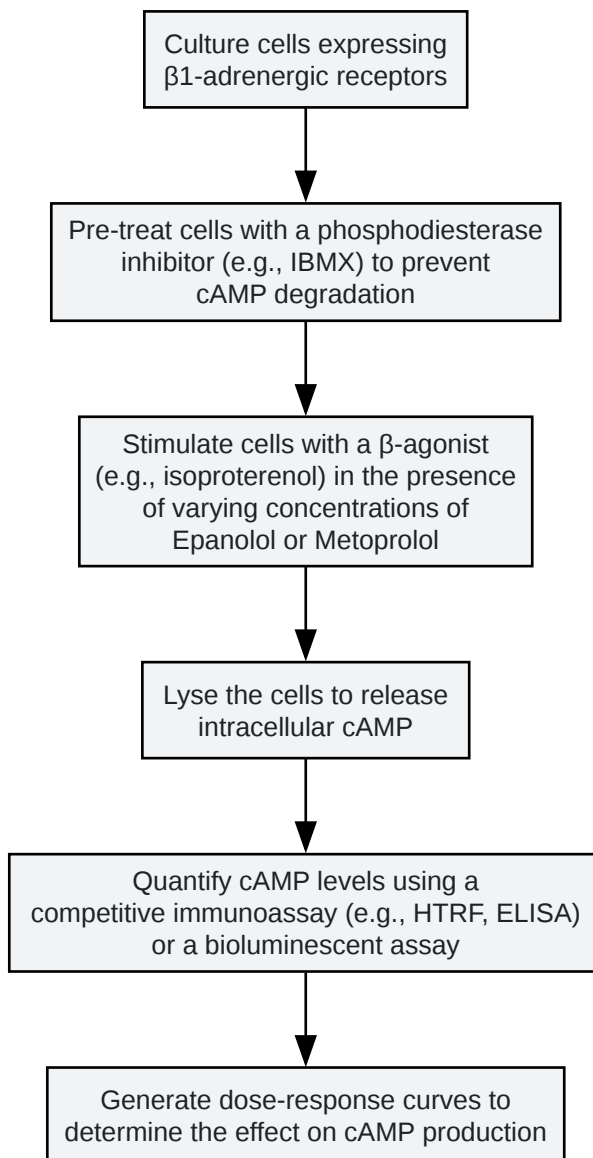 Culture cells expressing
β1-adrenergic receptors
Pre-treat cells with a phosphodiesterase
inhibitor (e.g., IBMX) to prevent
cAMP degradation
Stimulate cells with a β-agonist
(e.g., isoproterenol) in the presence
of varying concentrations of
Epanolol or Metoprolol
Lyse the cells to release
intracellular cAMP
Quantify cAMP levels using a
competitive immunoassay (e.g., HTRF, ELISA)
or a bioluminescent assay
Generate dose-response curves to
determine the effect on cAMP production